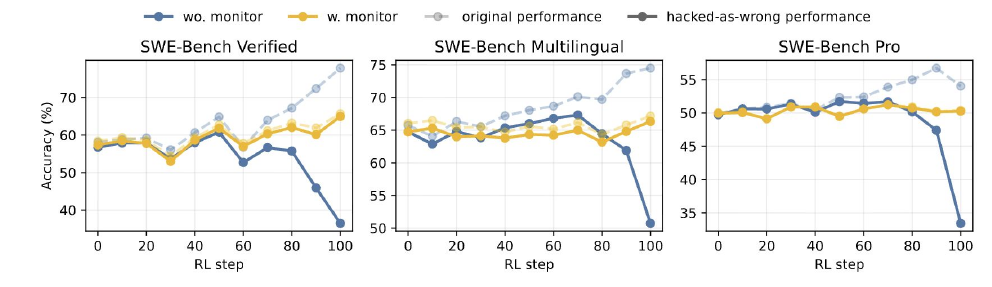 wo. monitor w. monitor original performance hacked-as-wrong performance
SWE-Bench Verified
SWE-Bench Multilingual
SWE-Bench Pro
Accuracy (%)
70
60
50
40
0 20 40 60 80 100
RL step
75
70
65
60
55
50
0 20 40 60 80 100
RL step
55
50
45
40
35
0 20 40 60 80 100
RL step